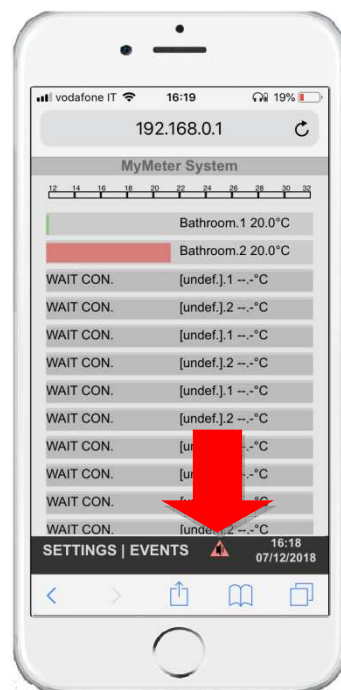 vodafone IT 16:19 19%
192.168.0.1
MyMeter System
12 14 16 18 20 22 24 26 28 30 32
Bathroom.1 20.0°C
Bathroom.2 20.0°C
WAIT CON. [undef.].1 --.-°C
WAIT CON. [undef.].2 --.-°C
WAIT CON. [undef.].1 --.-°C
WAIT CON. [undef.].2 --.-°C
WAIT CON. [undef.].1 --.-°C
WAIT CON. [undef.].2 --.-°C
WAIT CON. --.-°C
WAIT CON. --.-°C
WAIT CON. -.-°C
WAIT CON. 2 --.-°C
SETTINGS | EVENTS 16:18
07/12/2018